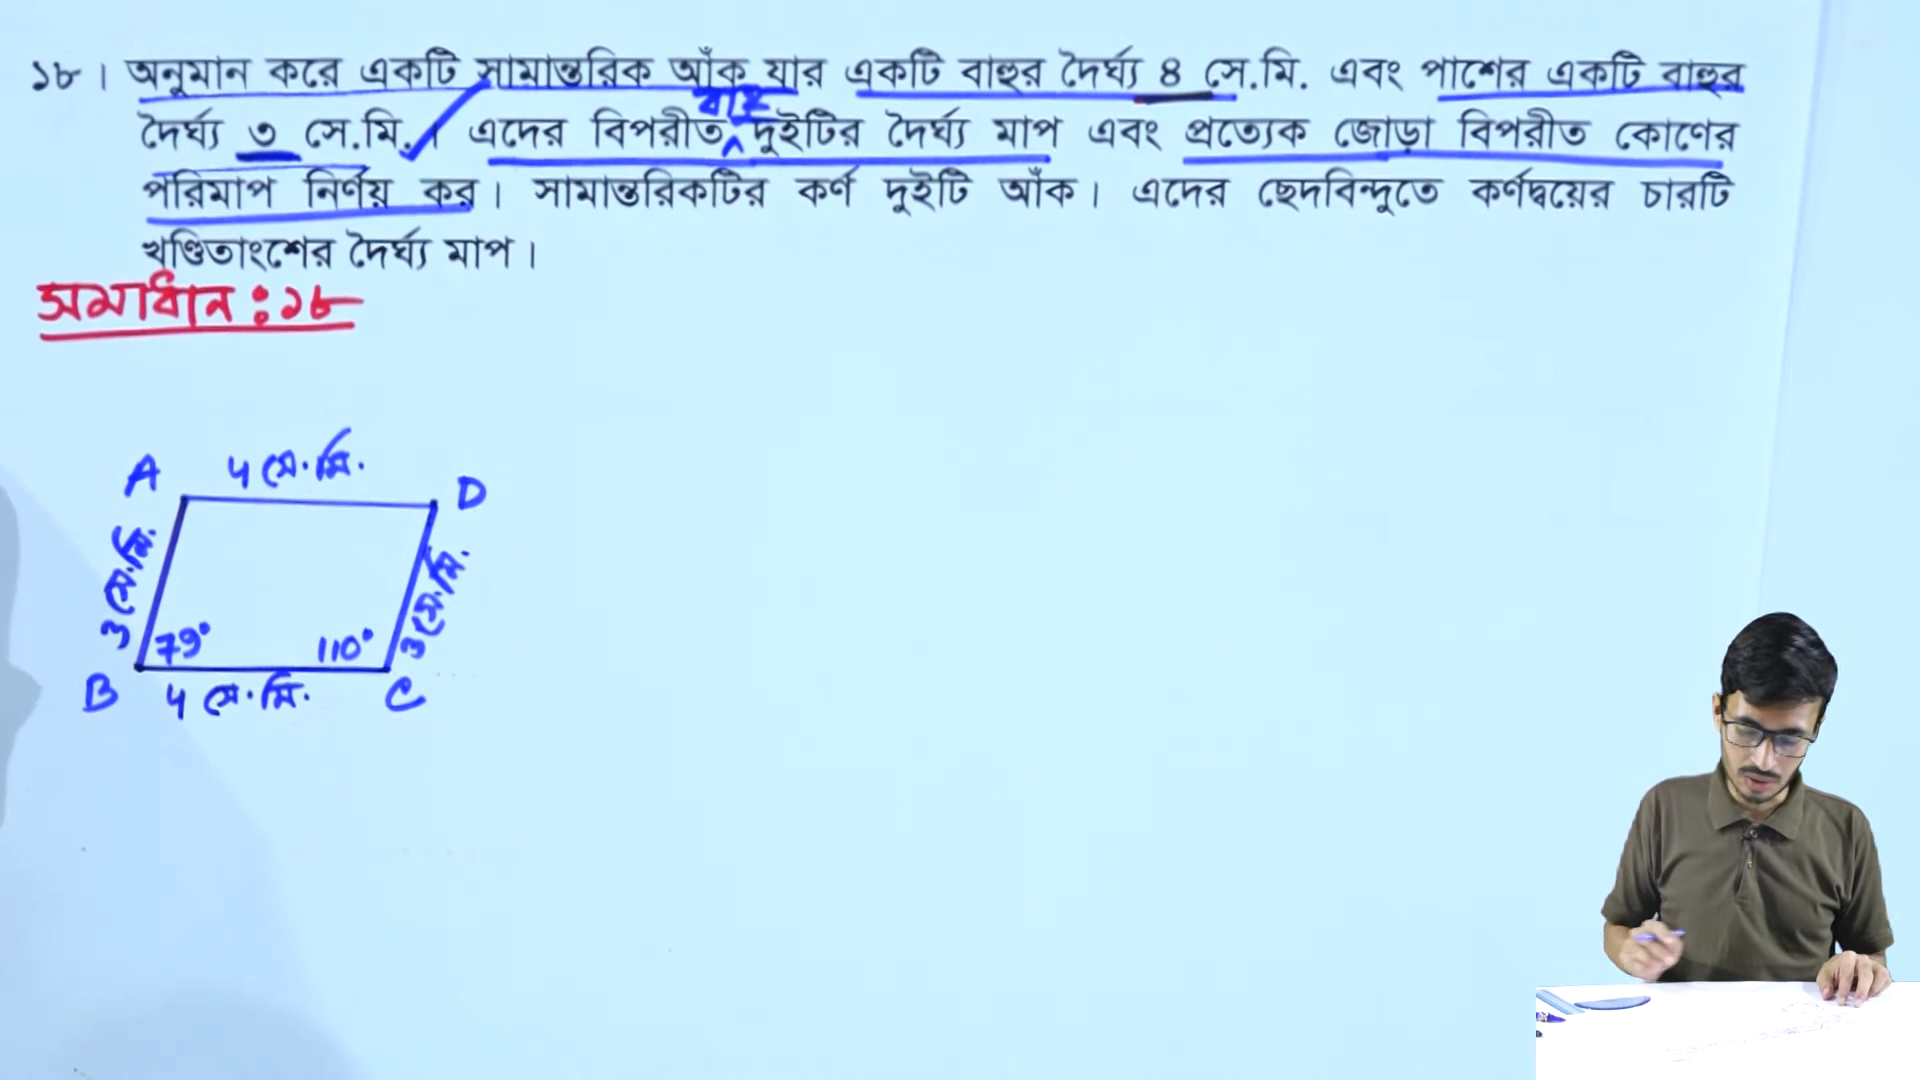 ১৮। অনুমান করে একটি সামান্তরিক আঁক যার একটি বাহুর দৈর্ঘ্য ৪ সে.মি. এবং পাশের একটি বাহুর
বাহু
দৈর্ঘ্য ৩ সে.মি.। এদের বিপরীত ^ দুইটির দৈর্ঘ্য মাপ এবং প্রত্যেক জোড়া বিপরীত কোণের
পরিমাপ নির্ণয় কর। সামান্তরিকটির কর্ণ দুইটি আঁক। এদের ছেদবিন্দুতে কর্ণদ্বয়ের চারটি
খণ্ডিতাংশের দৈর্ঘ্য মাপ।
সমাধান : ১৮
A 4 সে.মি. D
3 সে.মি.
3 সে.মি.
79° 110°
B 4 সে.মি. C